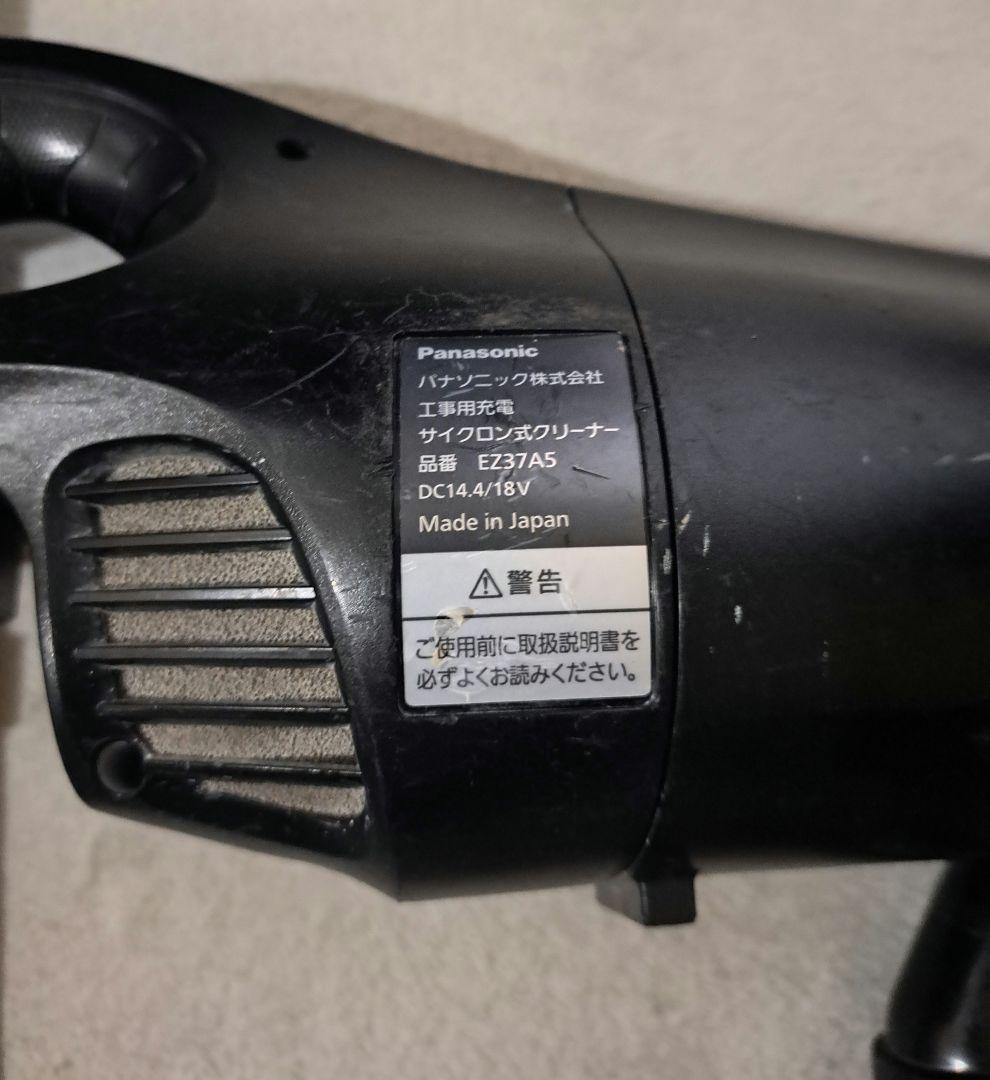 Panasonic
パナソニック株式会社
工事用充電
サイクロン式クリーナー
品番 EZ37A5
DC14.4/18V
Made in Japan
⚠警告
ご使用前に取扱説明書を
必ずよくお読みください。